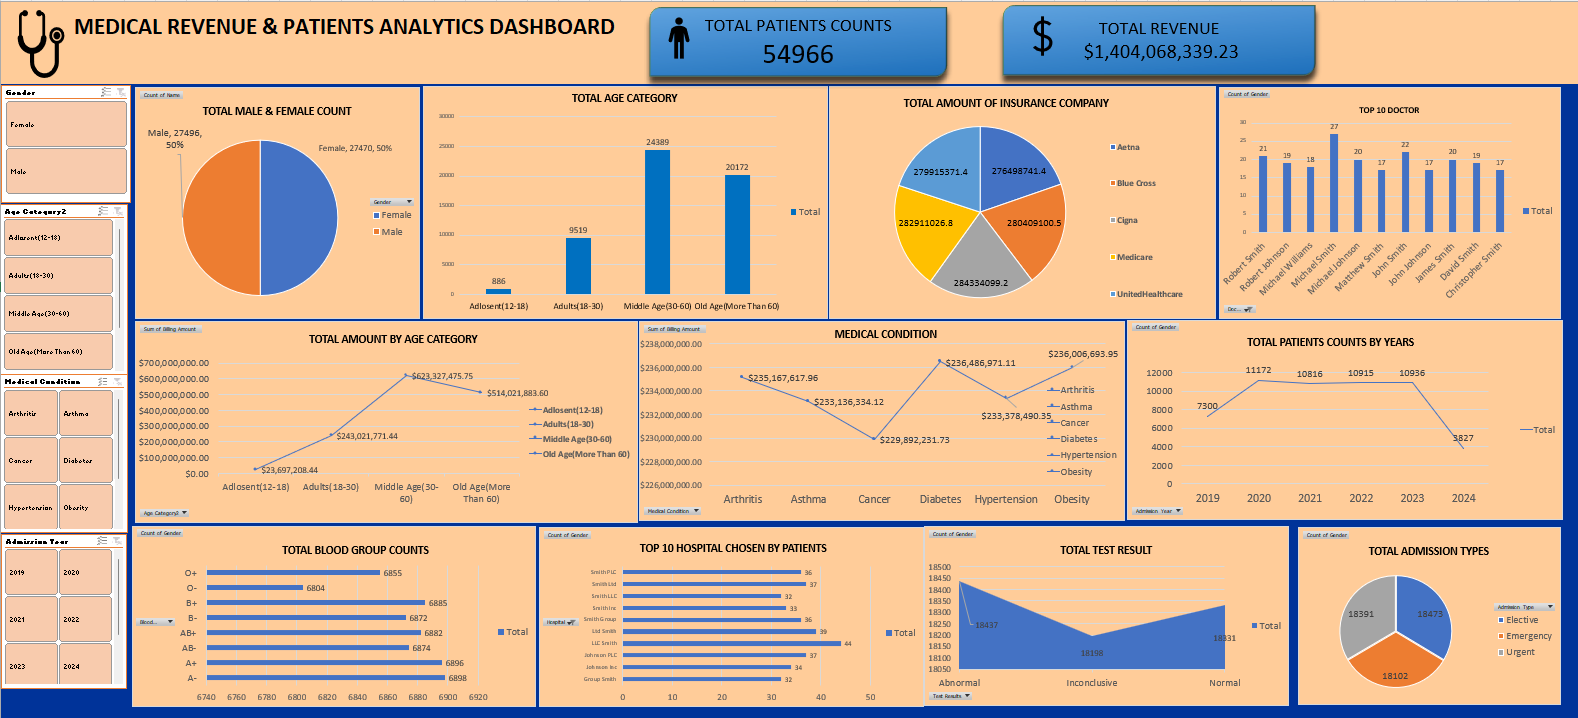 MEDICAL REVENUE & PATIENTS ANALYTICS DASHBOARD
TOTAL PATIENTS COUNTS
54966
$
TOTAL REVENUE
$1,404,068,339.23
Gender
Female
Male
Age Category2
Adlosent(12-18)
Adults(18-30)
Middle Age(30-60)
Old Age(More Than 60)
Medical Condition
Arthritis
Asthma
Cancer
Diabetes
Hypertension
Obesity
Admission Year
2019
2020
2021
2022
2023
2024
Count of Name
TOTAL MALE & FEMALE COUNT
Male, 27496,
50%
Female, 27470, 50%
Gender
Female
Male
TOTAL AGE CATEGORY
30000
25000
20000
15000
10000
5000
0
886
9519
24389
20172
Adlosent(12-18)
Adults(18-30)
Middle Age(30-60)
Old Age(More Than 60)
Total
TOTAL AMOUNT OF INSURANCE COMPANY
279915371.4
276498741.4
282911026.8
280409100.5
284334099.2
Aetna
Blue Cross
Cigna
Medicare
UnitedHealthcare
Count of Gender
TOP 10 DOCTOR
30
25
20
15
10
5
0
21
19
18
27
20
17
22
17
20
19
17
Robert Smith
Robert Johnson
Michael Williams
Michael Smith
Michael Johnson
Matthew Smith
John Smith
John Johnson
James Smith
David Smith
Christopher Smith
Total
Doc...
Sum of Billing Amount
TOTAL AMOUNT BY AGE CATEGORY
$700,000,000.00
$600,000,000.00
$500,000,000.00
$400,000,000.00
$300,000,000.00
$200,000,000.00
$100,000,000.00
$0.00
$23,697,208.44
$243,021,771.44
$623,327,475.75
$514,021,883.60
Adlosent(12-18)
Adults(18-30)
Middle Age(30-
60)
Old Age(More
Than 60)
Adlosent(12-18)
Adults(18-30)
Middle Age(30-60)
Old Age(More Than 60)
Age Category2
Sum of Billing Amount
MEDICAL CONDITION
$238,000,000.00
$236,000,000.00
$234,000,000.00
$232,000,000.00
$230,000,000.00
$228,000,000.00
$226,000,000.00
$235,167,617.96
$233,136,334.12
$229,892,231.73
$236,486,971.11
$233,378,490.35
$236,006,693.95
Arthritis
Asthma
Cancer
Diabetes
Hypertension
Obesity
Arthritis
Asthma
Cancer
Diabetes
Hypertension
Obesity
Medical Condition
Count of Gender
TOTAL PATIENTS COUNTS BY YEARS
12000
10000
8000
6000
4000
2000
0
7300
11172
10816
10915
10936
3827
2019
2020
2021
2022
2023
2024
Total
Admission Year
Count of Gender
TOTAL BLOOD GROUP COUNTS
O+ 6855
O- 6804
B+ 6885
B- 6872
AB+ 6882
AB- 6874
A+ 6896
A- 6898
6740 6760 6780 6800 6820 6840 6860 6880 6900 6920
Blood...
Total
Count of Gender
TOP 10 HOSPITAL CHOSEN BY PATIENTS
Smith PLC 36
Smith Ltd 37
Smith LLC 32
Smith Inc 33
Smith Group 36
Ltd Smith 39
LLC Smith 44
Johnson PLC 37
Johnson Inc 34
Group Smith 32
0 10 20 30 40 50
Hospital
Total
Count of Gender
TOTAL TEST RESULT
18500
18450
18400
18350
18300
18250
18200
18150
18100
18050
18437
18198
18331
Abnormal
Inconclusive
Normal
Total
Test Results
Count of Gender
TOTAL ADMISSION TYPES
18391
18473
18102
Admission Type
Elective
Emergency
Urgent